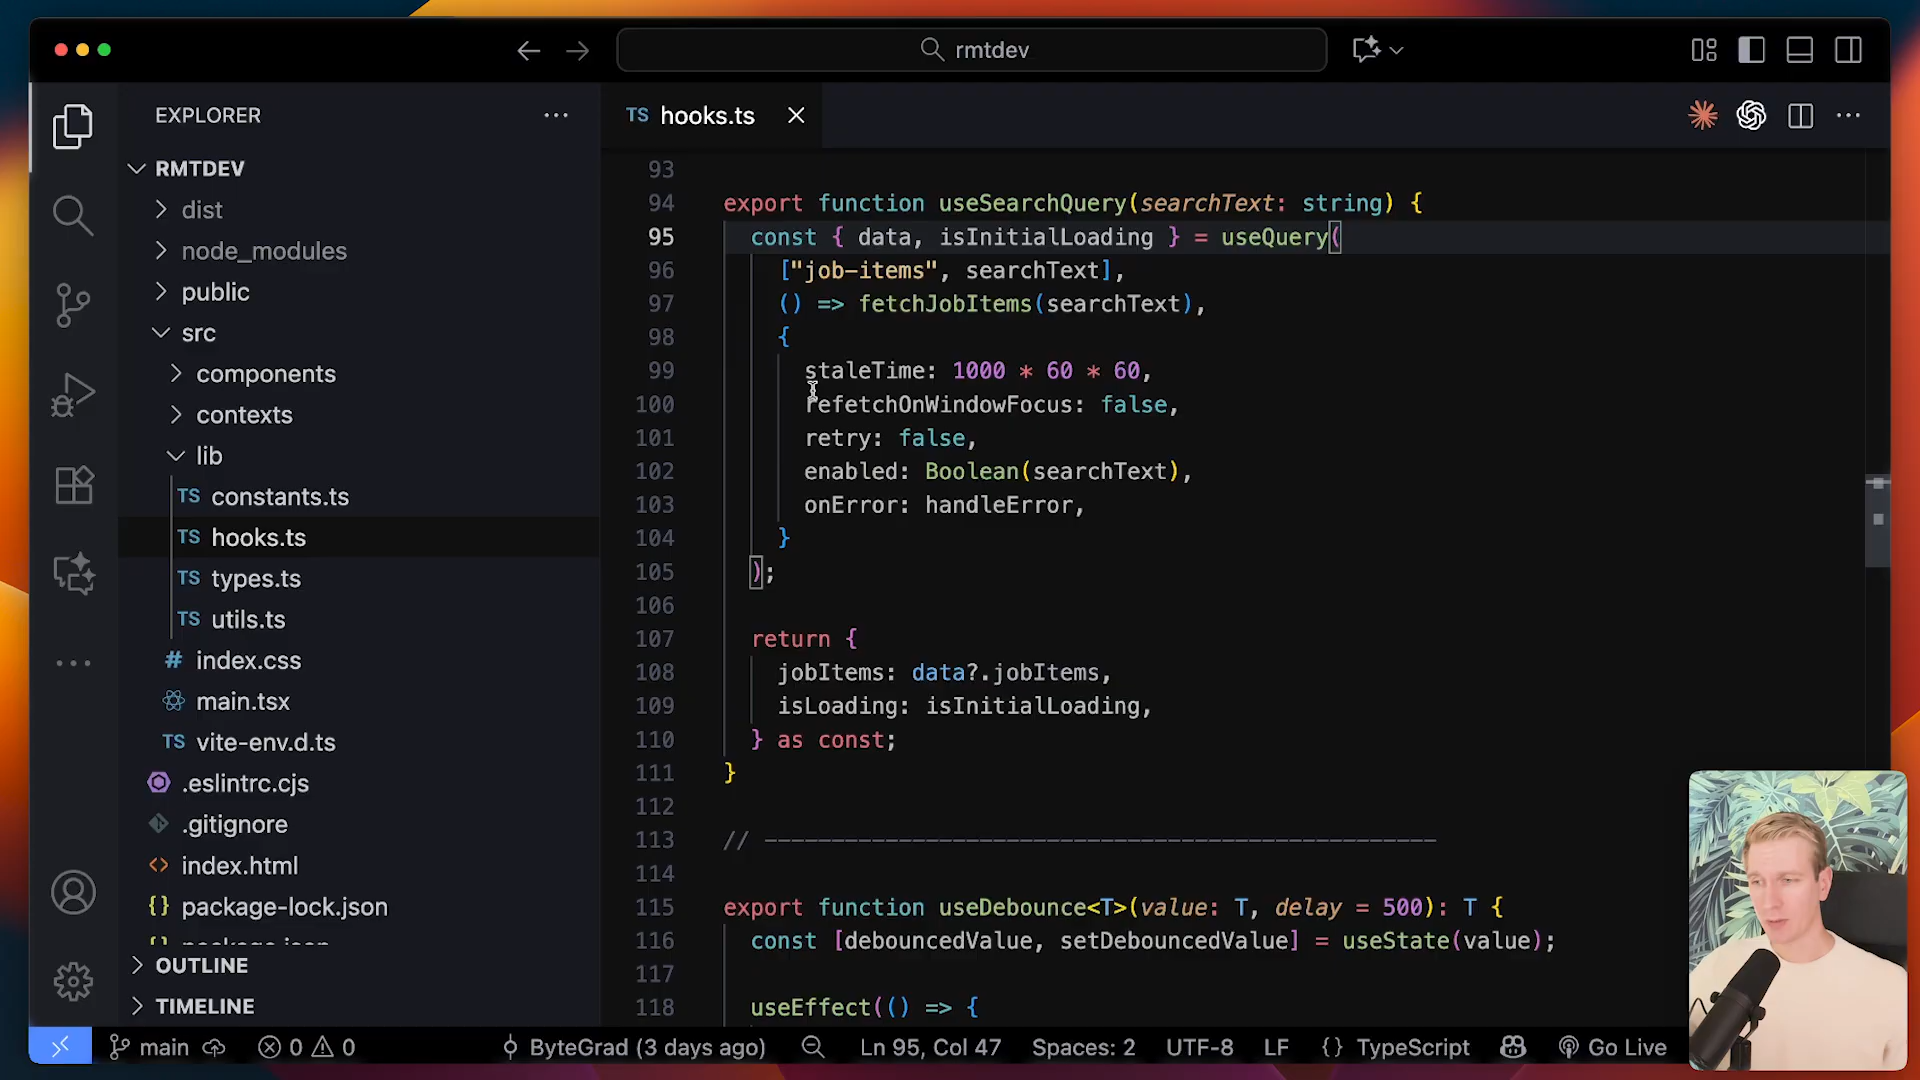 rmtdev
EXPLORER
RMTDEV
dist
node_modules
public
src
components
contexts
lib
TS constants.ts
TS hooks.ts
TS types.ts
TS utils.ts
# index.css
main.tsx
TS vite-env.d.ts
.eslintrc.cjs
.gitignore
<> index.html
{} package-lock.json
{} package.json
OUTLINE
TIMELINE
TS hooks.ts
93
94 export function useSearchQuery(searchText: string) {
95 const { data, isInitialLoading } = useQuery(
96 ["job-items", searchText],
97 () => fetchJobItems(searchText),
98 {
99 staleTime: 1000 * 60 * 60,
100 refetchOnWindowFocus: false,
101 retry: false,
102 enabled: Boolean(searchText),
103 onError: handleError,
104 }
105 );
106
107 return {
108 jobItems: data?.jobItems,
109 isLoading: isInitialLoading,
110 } as const;
111 }
112
113 // --------------------------------------------------
114
115 export function useDebounce<T>(value: T, delay = 500): T {
116 const [debouncedValue, setDebouncedValue] = useState(value);
117
118 useEffect(() => {
main 0 0 ByteGrad (3 days ago) Ln 95, Col 47 Spaces: 2 UTF-8 LF {} TypeScript Go Live